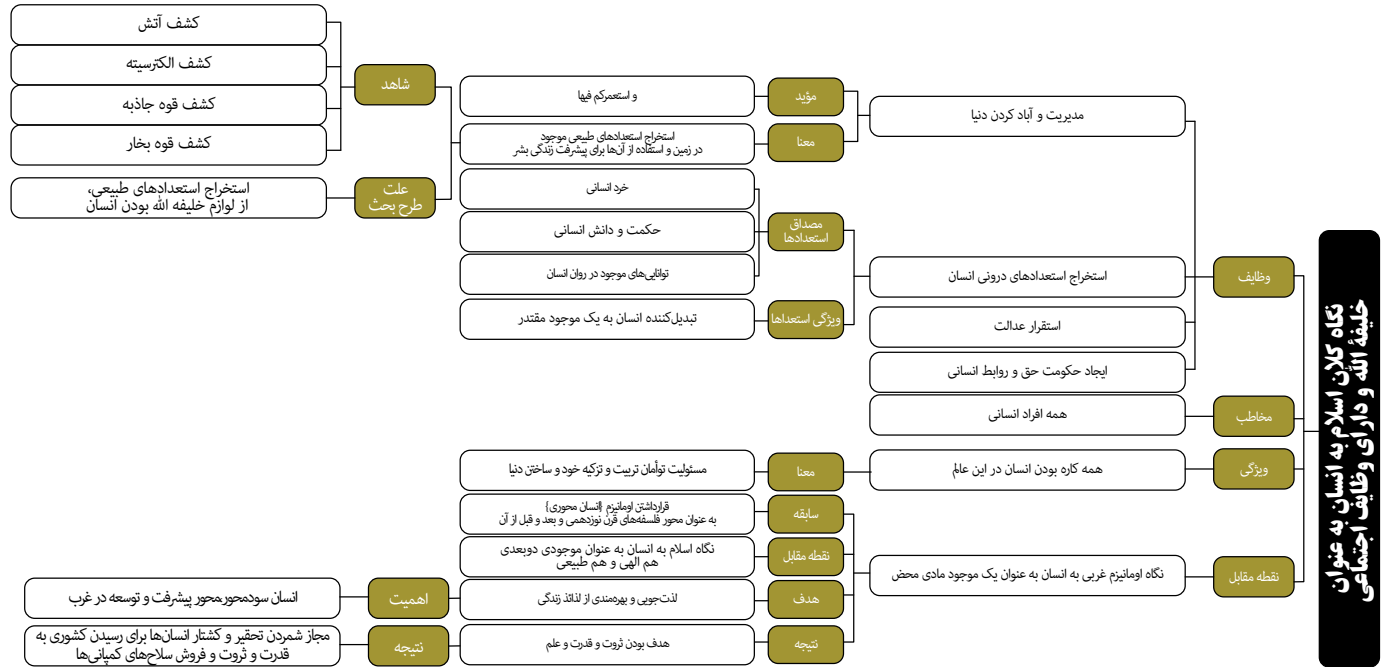 نگاه کلان اسلام به انسان به عنوان
خلیفهٔ الله و دارای وظایف اجتماعی
وظایف
مدیریت و آباد کردن دنیا
مؤید
و استعمرکم فیها
معنا
استخراج استعدادهای طبیعی موجود
در زمین و استفاده از آن‌ها برای پیشرفت زندگی بشر
شاهد
کشف آتش
کشف الکترسیته
کشف قوه جاذبه
کشف قوه بخار
علت
طرح بحث
استخراج استعدادهای طبیعی،
از لوازم خلیفه الله بودن انسان
استخراج استعدادهای درونی انسان
مصداق
استعدادها
خرد انسانی
حکمت و دانش انسانی
توانایی‌های موجود در روان انسان
ویژگی استعداها
تبدیل‌کننده انسان به یک موجود مقتدر
استقرار عدالت
ایجاد حکومت حق و روابط انسانی
مخاطب
همه افراد انسانی
ویژگی
همه کاره بودن انسان در این عالم
معنا
مسئولیت توأمان تربیت و تزکیه خود و ساختن دنیا
نقطه مقابل
نگاه اومانیزم غربی به انسان به عنوان یک موجود مادی محض
سابقه
قرارداشتن اومانیزم {انسان محوری}
به عنوان محور فلسفه‌های قرن نوزدهمی و بعد و قبل از آن
نقطه مقابل
نگاه اسلام به انسان به عنوان موجودی دوبعدی
هم الهی و هم طبیعی
هدف
لذت‌جویی و بهره‌مندی از لذائذ زندگی
اهمیت
انسان سودمحور،محور پیشرفت و توسعه در غرب
نتیجه
هدف بودن ثروت و قدرت و علم
نتیجه
مجاز شمردن تحقیر و کشتار انسان‌ها برای رسیدن کشوری به
قدرت و ثروت و فروش سلاح‌های کمپانی‌ها